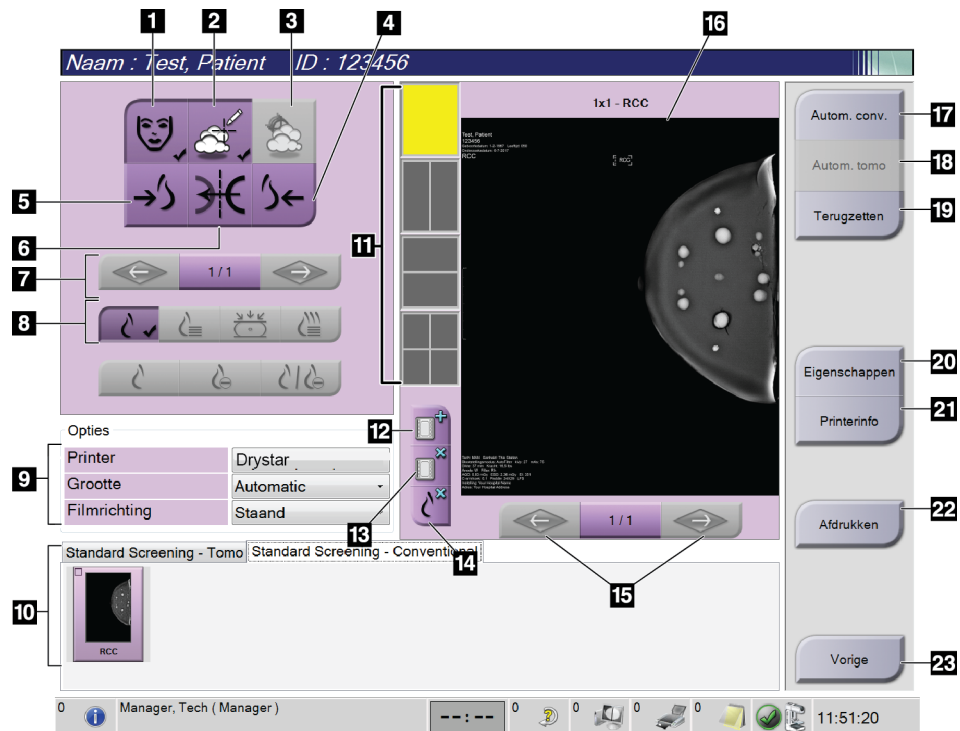 1
2
3
4
16
Naam : Test, Patient ID : 123456
1x1 - RCC
Test, Patient
123456
RCC
RCC
Autom. conv.
17
Autom. tomo
18
Terugzetten
19
5
6
11
7
1 / 1
8
Eigenschappen
20
Printerinfo
21
12
Opties
9
Printer
Drystar
Grootte
Automatic
Filmrichting
Staand
13
14
1 / 1
15
Afdrukken
22
Standard Screening - Tomo
Standard Screening - Conventional
10
RCC
Vorige
23
0
Manager, Tech ( Manager )
--:--
0
0
0
0
11:51:20